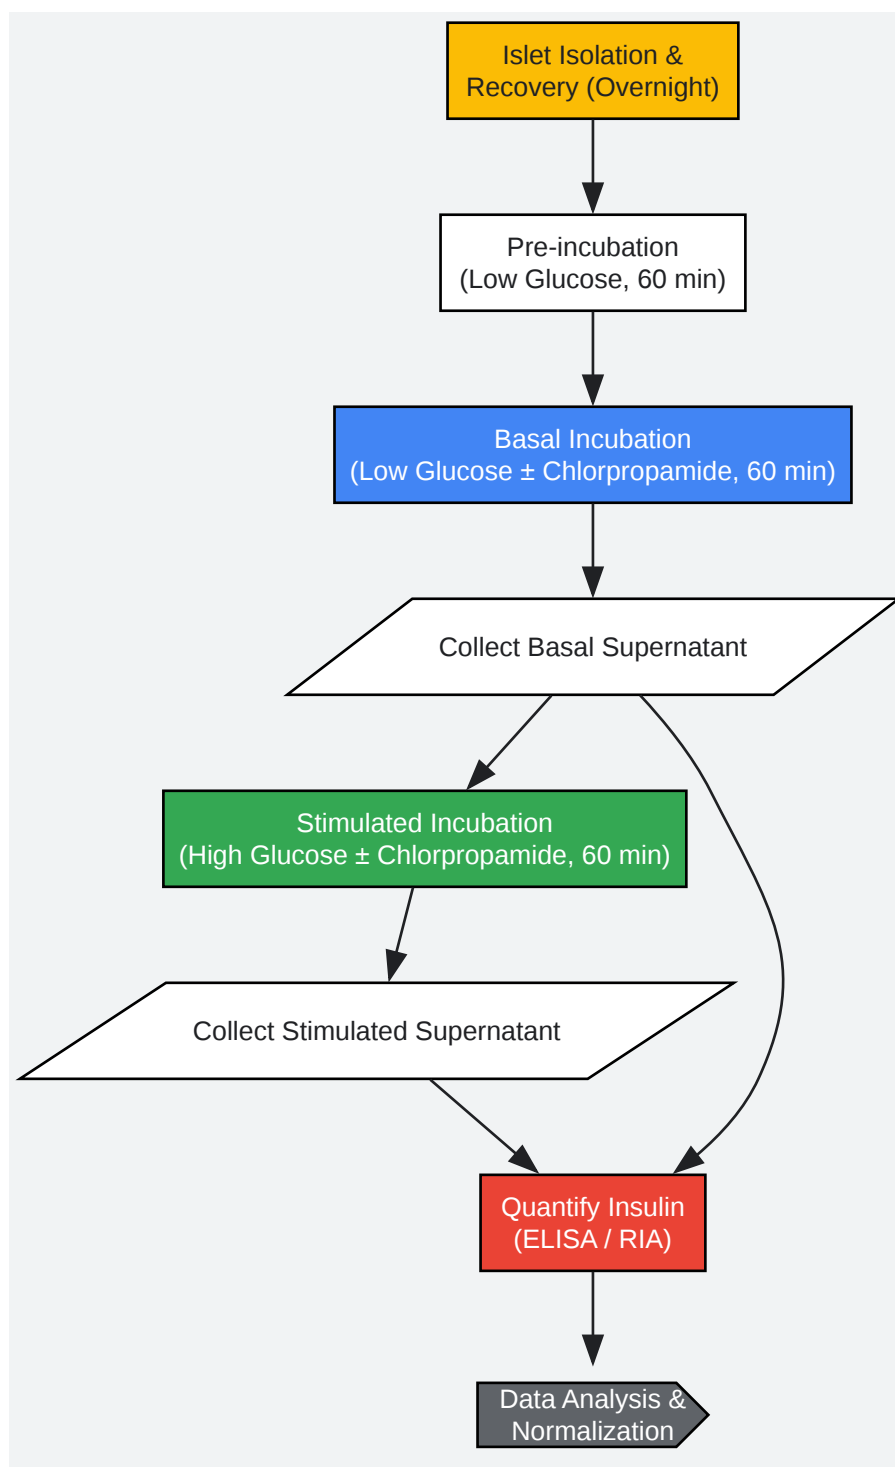 Islet Isolation &
Recovery (Overnight)
Pre-incubation
(Low Glucose, 60 min)
Basal Incubation
(Low Glucose ± Chlorpropamide, 60 min)
Collect Basal Supernatant
Stimulated Incubation
(High Glucose ± Chlorpropamide, 60 min)
Collect Stimulated Supernatant
Quantify Insulin
(ELISA / RIA)
Data Analysis &
Normalization